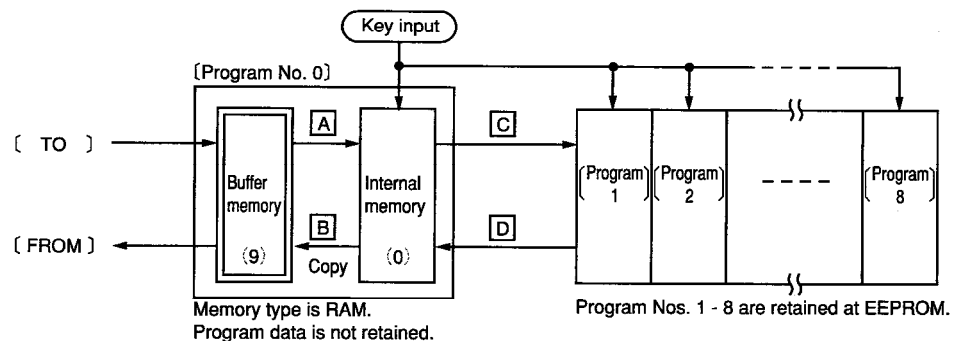 Key input
[Program No. 0]
[ TO ]
A
C
Buffer
memory
(9)
Internal
memory
(0)
[Program]
1
[Program]
2
[Program]
8
B
Copy
D
[ FROM ]
Memory type is RAM.
Program data is not retained.
Program Nos. 1 - 8 are retained at EEPROM.